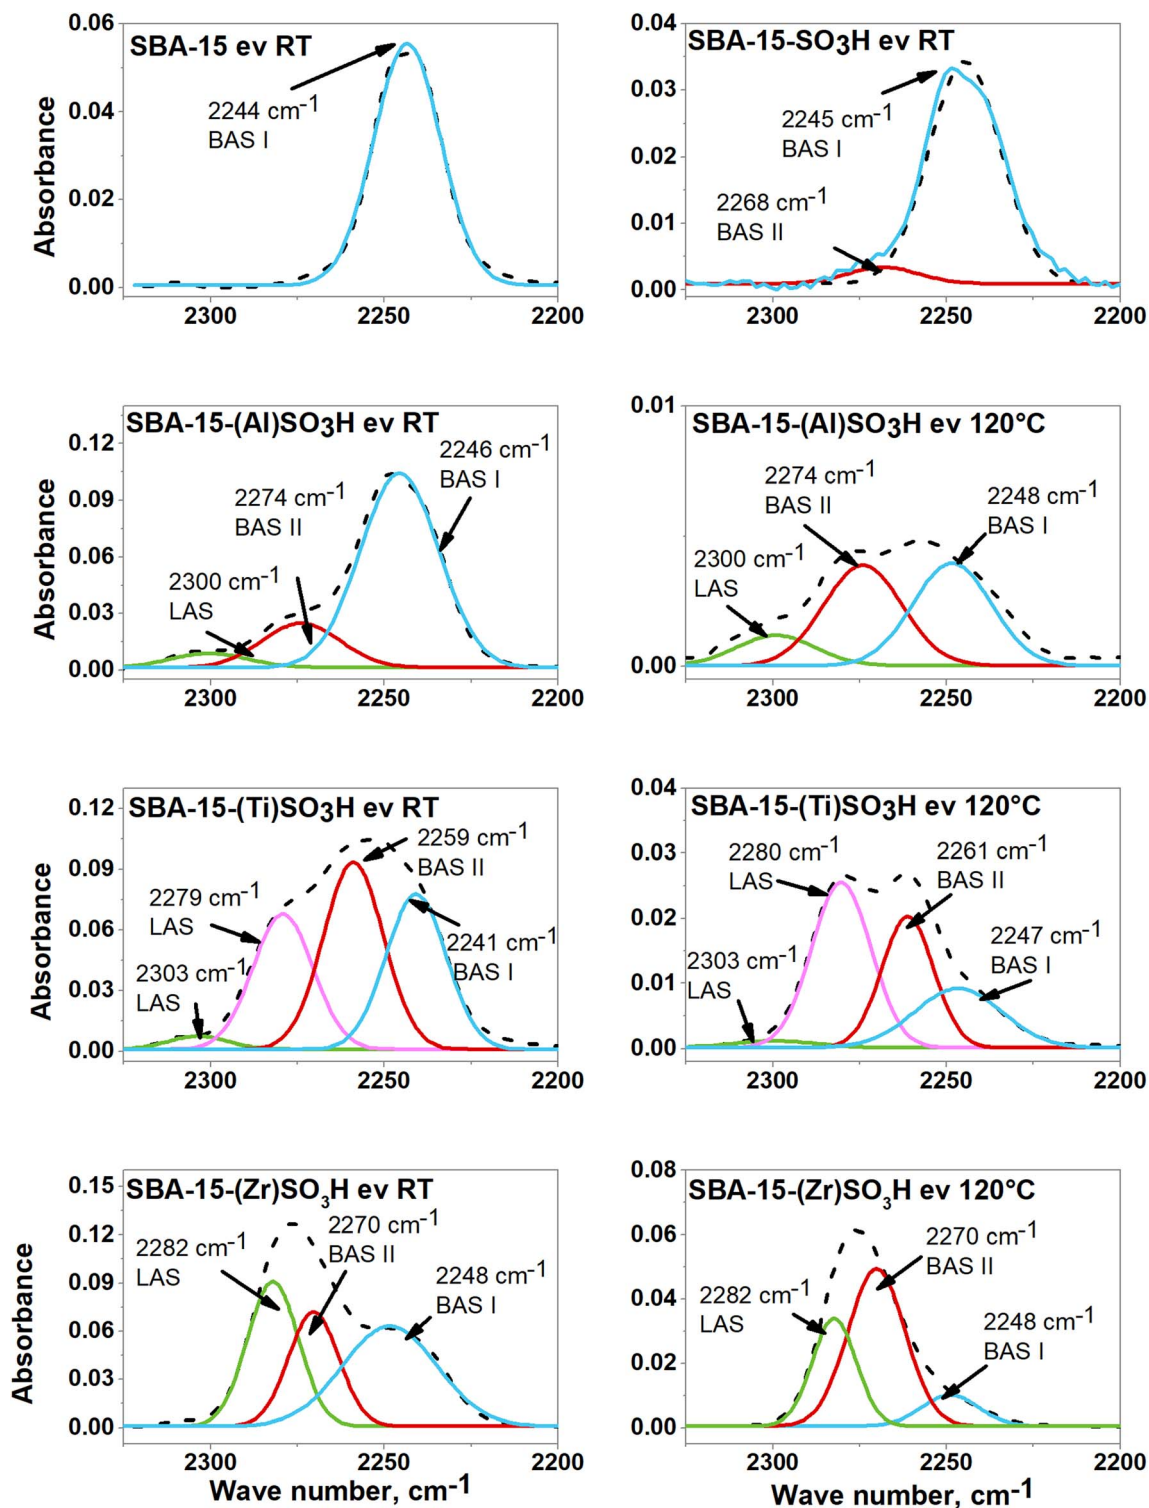 SBA-15 ev RT
2244 cm-1
BAS I
Absorbance
0.06
0.04
0.02
0.00
2300
2250
2200
SBA-15-SO3H ev RT
2245 cm-1
BAS I
2268 cm-1
BAS II
0.04
0.03
0.02
0.01
0.00
2300
2250
2200
SBA-15-(Al)SO3H ev RT
2246 cm-1
BAS I
2274 cm-1
BAS II
2300 cm-1
LAS
Absorbance
0.12
0.09
0.06
0.03
0.00
2300
2250
2200
SBA-15-(Al)SO3H ev 120°C
2274 cm-1
BAS II
2248 cm-1
BAS I
2300 cm-1
LAS
0.01
0.00
2300
2250
2200
SBA-15-(Ti)SO3H ev RT
2259 cm-1
BAS II
2279 cm-1
LAS
2241 cm-1
BAS I
2303 cm-1
LAS
Absorbance
0.12
0.09
0.06
0.03
0.00
2300
2250
2200
SBA-15-(Ti)SO3H ev 120°C
2280 cm-1
LAS
2261 cm-1
BAS II
2247 cm-1
BAS I
2303 cm-1
LAS
0.04
0.03
0.02
0.01
0.00
2300
2250
2200
SBA-15-(Zr)SO3H ev RT
2270 cm-1
BAS II
2282 cm-1
LAS
2248 cm-1
BAS I
Absorbance
0.15
0.12
0.09
0.06
0.03
0.00
2300
2250
2200
Wave number, cm-1
SBA-15-(Zr)SO3H ev 120°C
2270 cm-1
BAS II
2282 cm-1
LAS
2248 cm-1
BAS I
0.08
0.06
0.04
0.02
0.00
2300
2250
2200
Wave number, cm-1